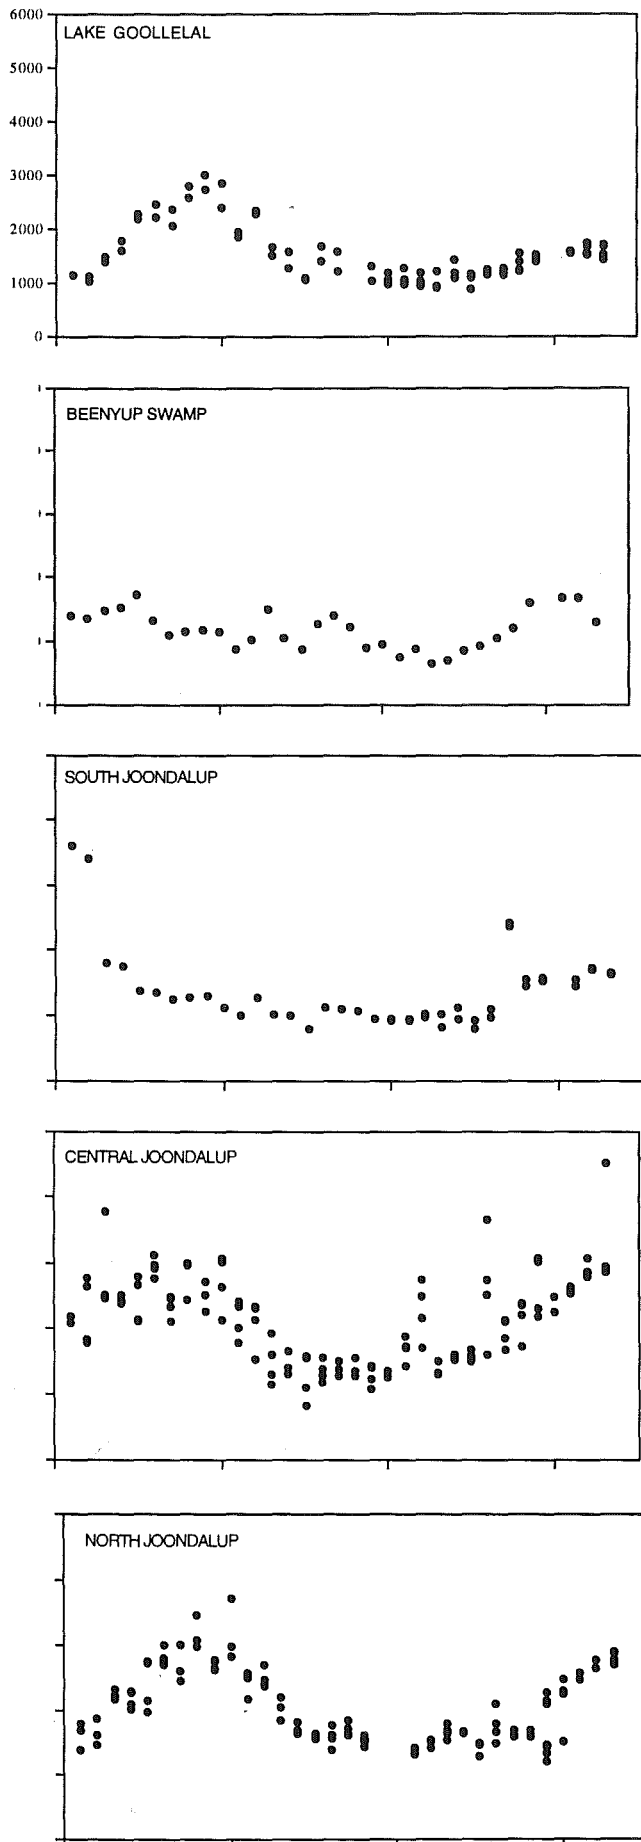 6000
LAKE GOOLLELAL
5000
4000
3000
2000
1000
0
BEENYUP SWAMP
SOUTH JOONDALUP
CENTRAL JOONDALUP
NORTH JOONDALUP